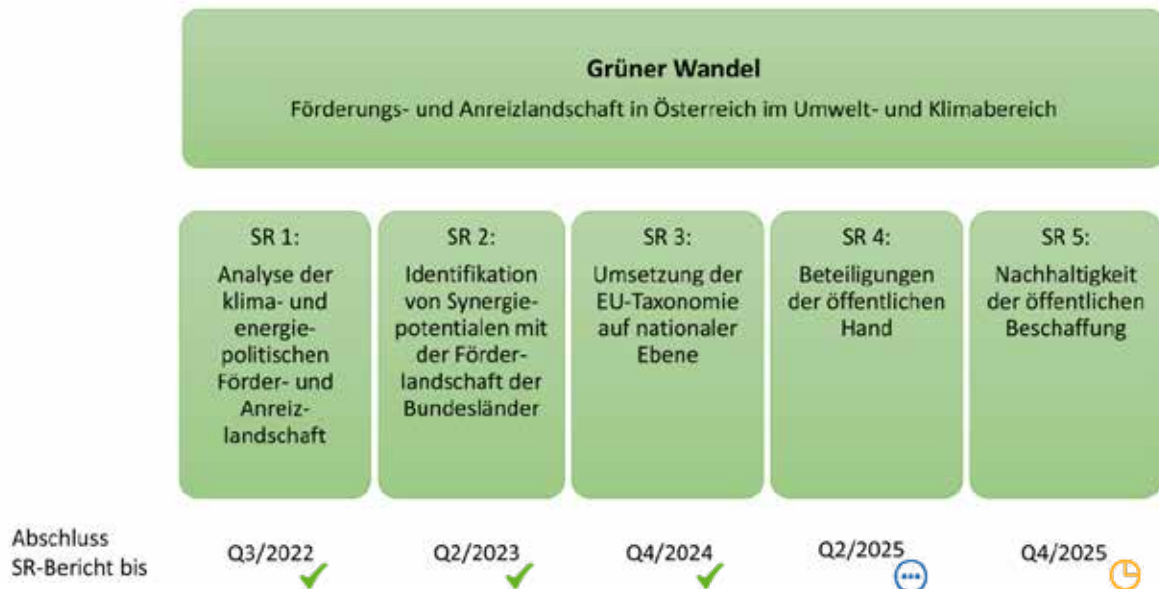 Grüner Wandel
Förderungs- und Anreizlandschaft in Österreich im Umwelt- und Klimabereich
SR 1:
Analyse der
klima- und
energie-
politischen
Förder- und
Anreiz-
landschaft
SR 2:
Identifikation
von Synergie-
potentialen mit
der Förder-
landschaft der
Bundesländer
SR 3:
Umsetzung der
EU-Taxonomie
auf nationaler
Ebene
SR 4:
Beteiligungen
der öffentlichen
Hand
SR 5:
Nachhaltigkeit
der öffentlichen
Beschaffung
Abschluss
SR-Bericht bis
Q3/2022
Q2/2023
Q4/2024
Q2/2025
Q4/2025